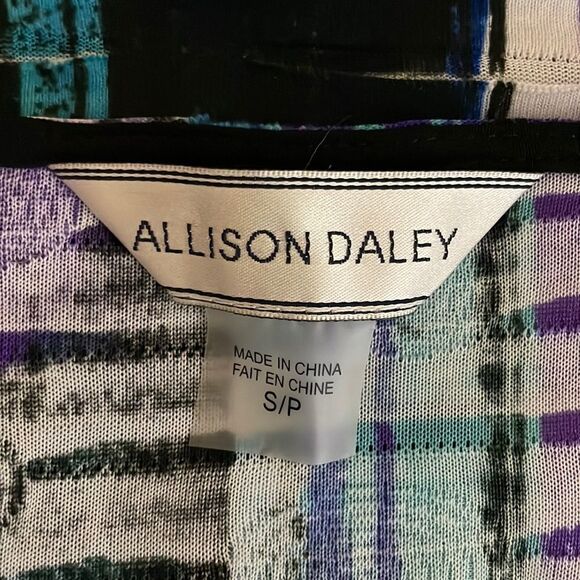 ALLISON DALEY
MADE IN CHINA
FAIT EN CHINE
S/P